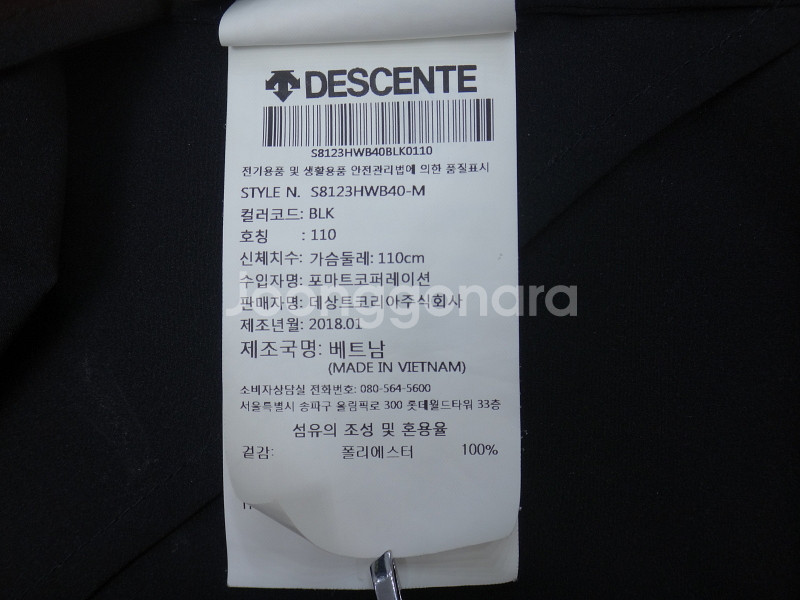 DESCENTE
S8123HWB40BLK0110
전기용품 및 생활용품 안전관리법에 의한 품질표시
STYLE N. S8123HWB40-M
컬러코드: BLK
호칭 : 110
신체치수: 가슴둘레: 110cm
수입자명: 포마트코퍼레이션
joonggonara
판매자명: 데상트코리아주식회사
제조년월: 2018.01
제조국명: 베트남
(MADE IN VIETNAM)
소비자상담실 전화번호: 080-564-5600
서울특별시 송파구 올림픽로 300 롯데월드타워 33층
섬유의 조성 및 혼용율
겉감: 폴리에스터 100%